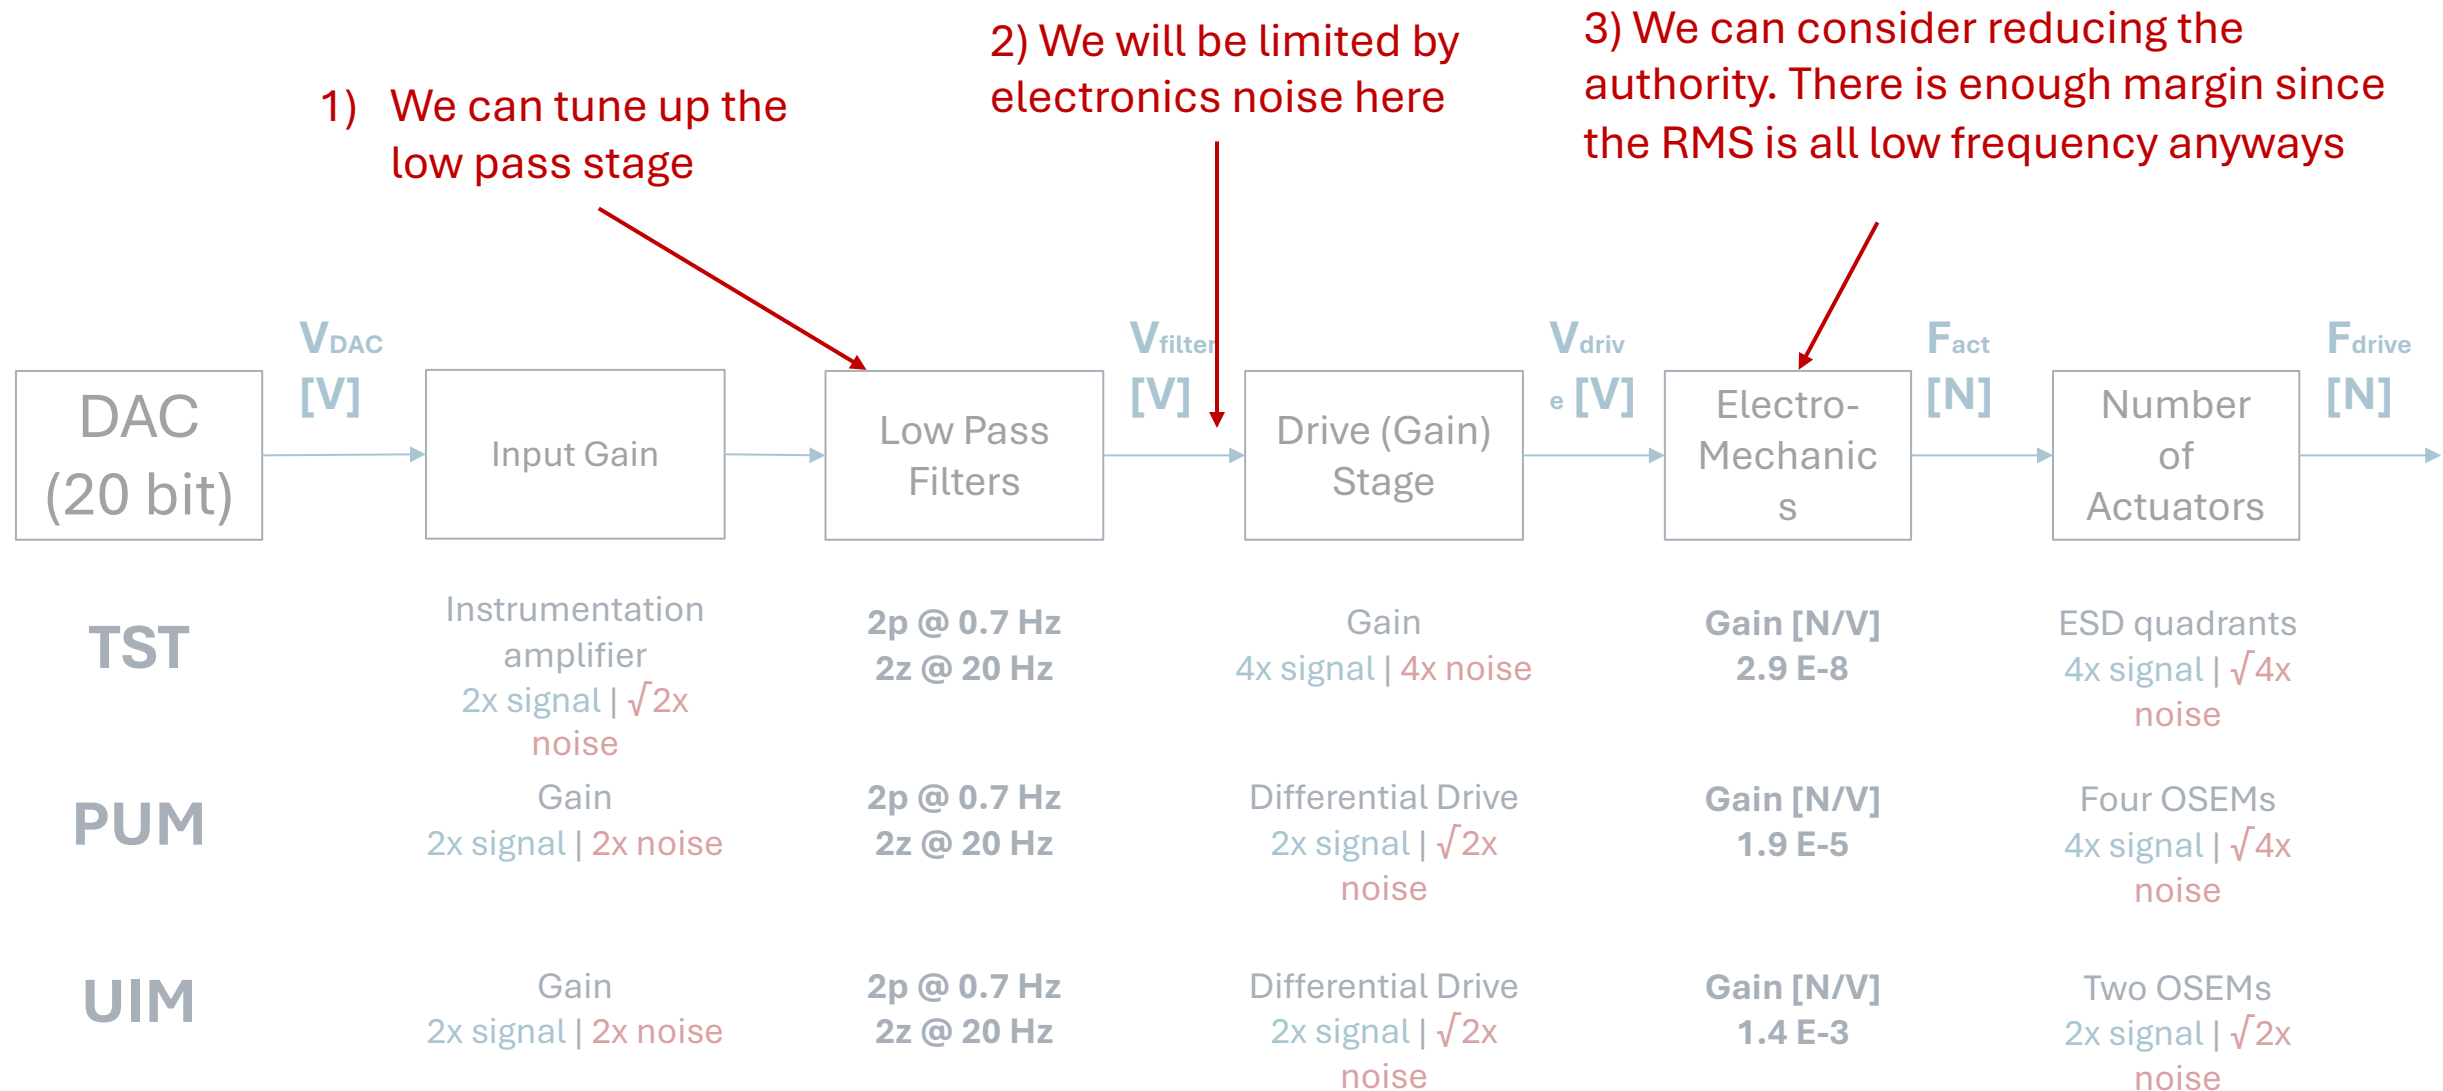 1) We can tune up the
low pass stage
2) We will be limited by
electronics noise here
3) We can consider reducing the
authority. There is enough margin since
the RMS is all low frequency anyways
DAC
(20 bit)
VDAC
[V]
Input Gain
Low Pass
Filters
Vfilter
[V]
Drive (Gain)
Stage
Vdriv
e [V]
Electro-
Mechanic
s
Fact
[N]
Number
of
Actuators
Fdrive
[N]
TST
Instrumentation
amplifier
2x signal | √2x
noise
2p @ 0.7 Hz
2z @ 20 Hz
Gain
4x signal | 4x noise
Gain [N/V]
2.9 E-8
ESD quadrants
4x signal | √4x
noise
PUM
Gain
2x signal | 2x noise
2p @ 0.7 Hz
2z @ 20 Hz
Differential Drive
2x signal | √2x
noise
Gain [N/V]
1.9 E-5
Four OSEMs
4x signal | √4x
noise
UIM
Gain
2x signal | 2x noise
2p @ 0.7 Hz
2z @ 20 Hz
Differential Drive
2x signal | √2x
noise
Gain [N/V]
1.4 E-3
Two OSEMs
2x signal | √2x
noise